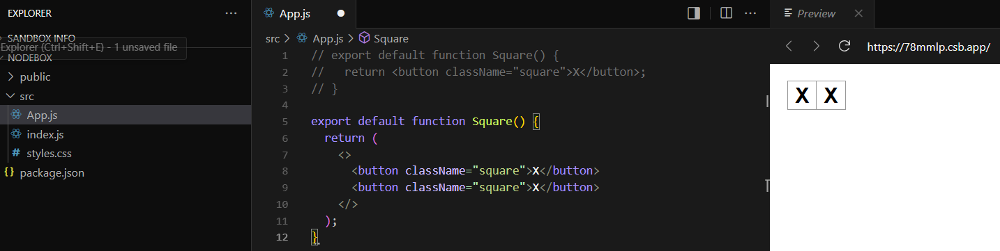 EXPLORER
SANDBOX INFO
Explorer (Ctrl+Shift+E) - 1 unsaved file
NODEBOX
public
src
App.js
index.js
# styles.css
{} package.json
App.js
src > App.js > Square
1 // export default function Square() {
2 //   return <button className="square">X</button>;
3 // }
4
5 export default function Square() {
6   return (
7     <>
8       <button className="square">X</button>
9       <button className="square">X</button>
10     </>
11   );
12 }
Preview
https://78mmlp.csb.app/
X X